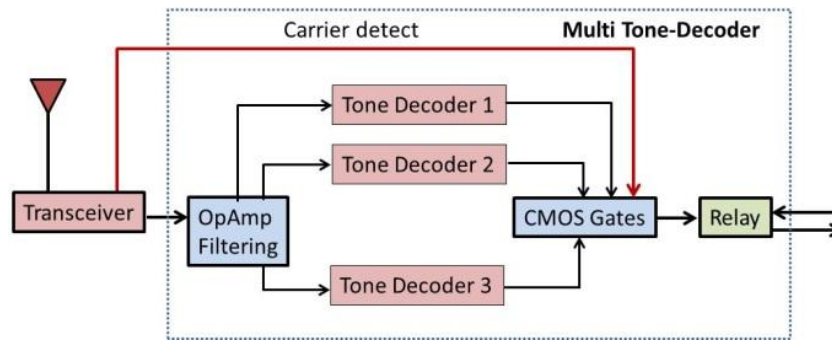 Carrier detect
Multi Tone-Decoder
Tone Decoder 1
Tone Decoder 2
Transceiver
OpAmp
Filtering
CMOS Gates
Relay
Tone Decoder 3